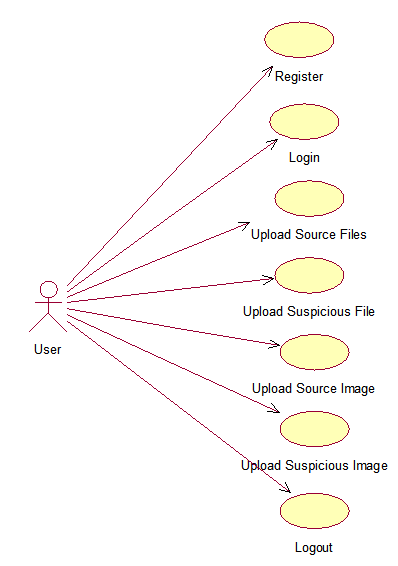 Register
Login
Upload Source Files
Upload Suspicious File
User
Upload Source Image
Upload Suspicious Image
Logout